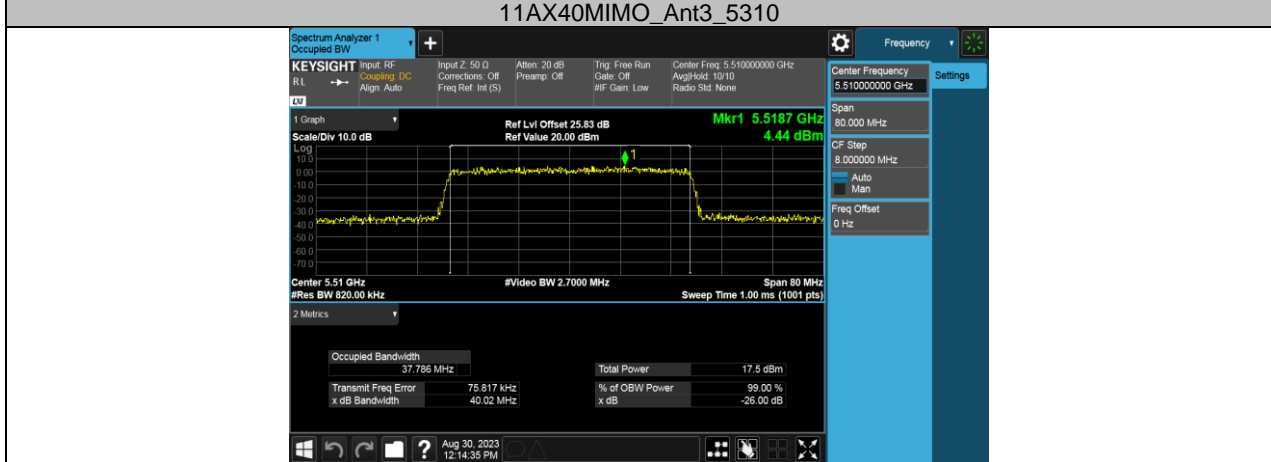 11AX40MIMO_Ant3_5310
Spectrum Analyzer 1
Occupied BW
+
Frequency
KEYSIGHT
RL
LXI
Input: RF
Coupling: DC
Align: Auto
Input Z: 50 Ω
Corrections: Off
Freq Ref: Int (S)
Atten: 20 dB
Preamp: Off
Trig: Free Run
Gate: Off
#IF Gain: Low
Center Freq: 5.510000000 GHz
Avg|Hold: 10/10
Radio Std: None
Center Frequency
5.510000000 GHz
Settings
Span
80.000 MHz
CF Step
8.000000 MHz
Auto
Man
Freq Offset
0 Hz
1 Graph
Scale/Div 10.0 dB
Ref Lvl Offset 25.83 dB
Ref Value 20.00 dBm
Mkr1 5.5187 GHz
4.44 dBm
Log
10.0
0.00
-10.0
-20.0
-30.0
-40.0
-50.0
-60.0
-70.0
1
Center 5.51 GHz
#Video BW 2.7000 MHz
Span 80 MHz
#Res BW 820.00 kHz
Sweep Time 1.00 ms (1001 pts)
2 Metrics
Occupied Bandwidth
37.786 MHz
Total Power 17.5 dBm
Transmit Freq Error 75.817 kHz
% of OBW Power 99.00 %
x dB Bandwidth 40.02 MHz
x dB -26.00 dB
?
Aug 30, 2023
12:14:35 PM